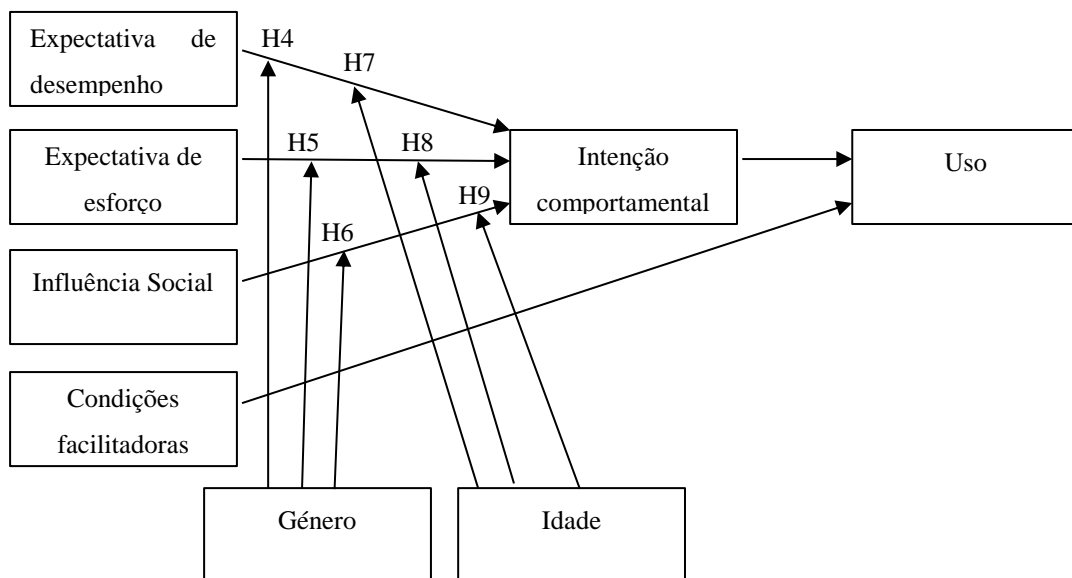 Expectativa de
desempenho
H4
H7
Expectativa de
esforço
H5
H8
Intenção
comportamental
Uso
H9
H6
Influência Social
Condições
facilitadoras
Género
Idade